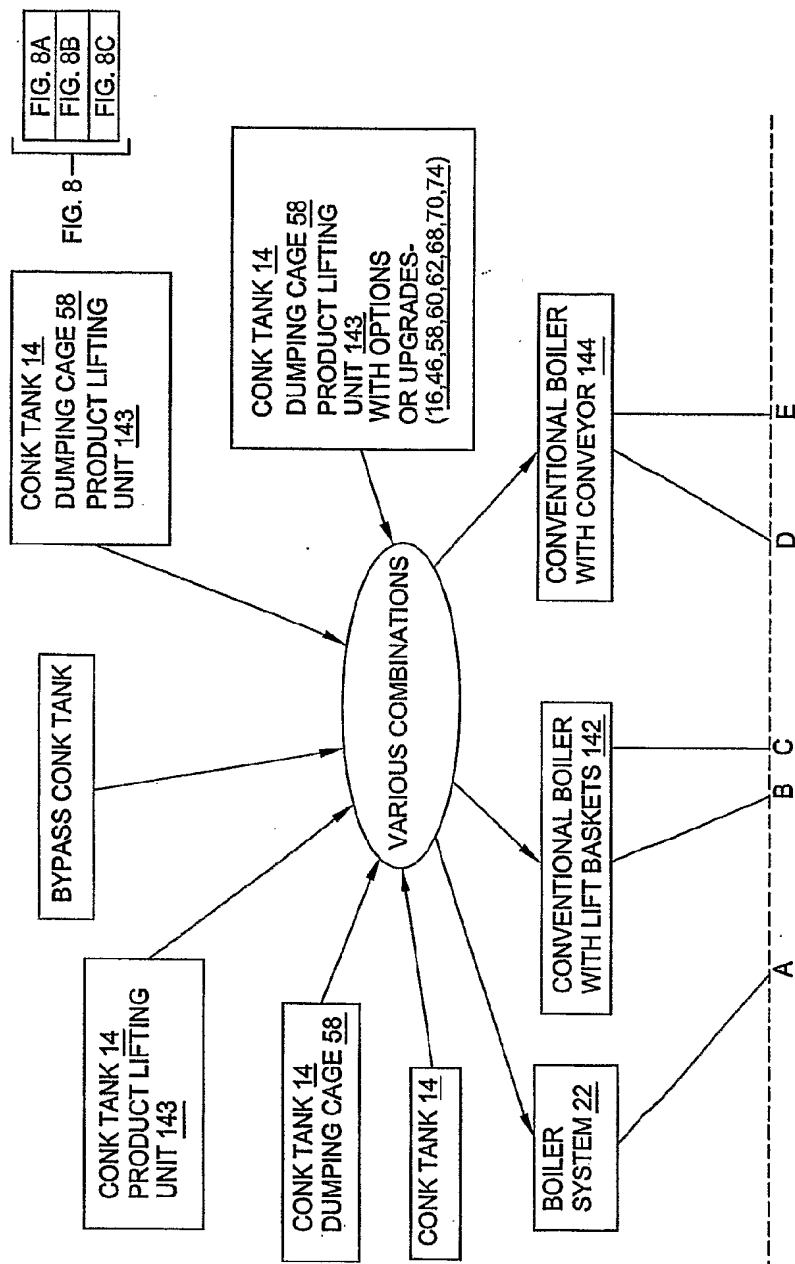 CONK TANK 14
PRODUCT LIFTING
UNIT 143
BYPASS CONK TANK
CONK TANK 14
DUMPING CAGE 58
PRODUCT LIFTING
UNIT 143
FIG. 8
FIG. 8A
FIG. 8B
FIG. 8C
CONK TANK 14
DUMPING CAGE 58
CONK TANK 14
VARIOUS COMBINATIONS
CONK TANK 14
DUMPING CAGE 58
PRODUCT LIFTING
UNIT 143
WITH OPTIONS
OR UPGRADES-
(16,46,58,60,62,68,70,74)
BOILER
SYSTEM 22
CONVENTIONAL BOILER
WITH LIFT BASKETS 142
CONVENTIONAL BOILER
WITH CONVEYOR 144
A
B
C
D
E